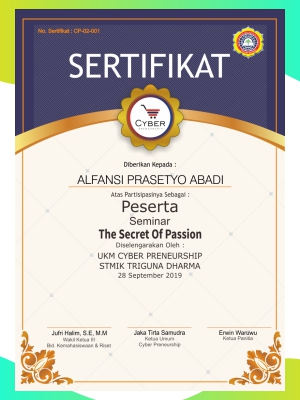 No. Sertifikat : CP-02-001
SERTIFIKAT
CYBER
PRENEURSHIP
Diberikan Kepada :
ALFANSI PRASETYO ABADI
Atas Partisipasinya Sebagai :
Peserta
Seminar
The Secret Of Passion
Diselengarakan Oleh :
UKM CYBER PRENEURSHIP
STMIK TRIGUNA DHARMA
28 September 2019
Jufri Halim, S.E, M.M
Wakil Ketua III
Bid. Kemahasiswaan & Riset
Jaka Tirta Samudra
Ketua Umum
Cyber Preneurship
Erwin Waruwu
Ketua Panitia